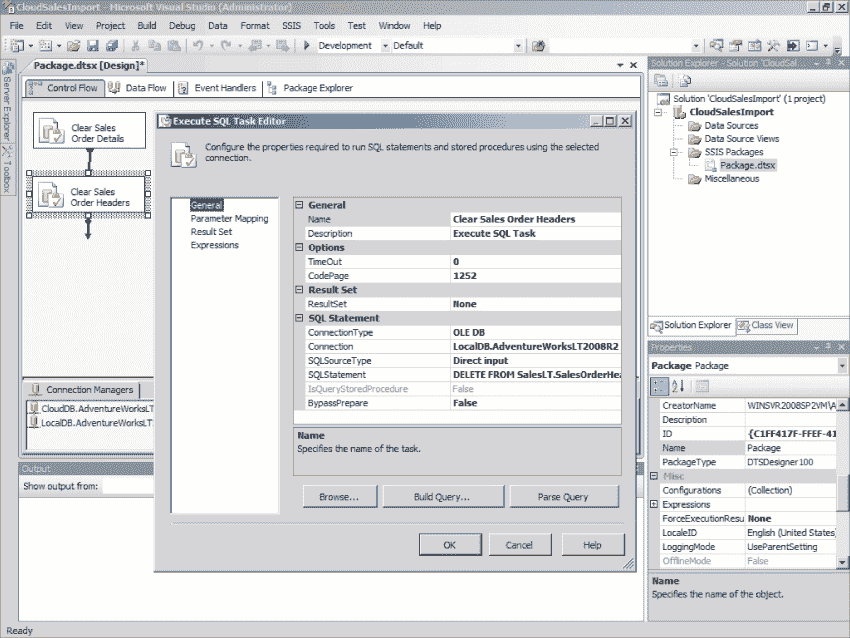 CloudSalesImport - Microsoft Visual Studio (Administrator)
File Edit View Project Build Debug Data Format SSIS Tools Test Window Help
Development Default
Package.dtsx [Design]*
Control Flow Data Flow Event Handlers Package Explorer
Server Explorer
Toolbox
Clear Sales
Order Details
Clear Sales
Order Headers
Connection Managers
CloudDB.AdventureWorksLT
LocalDB.AdventureWorksLT
Output
Show output from:
Execute SQL Task Editor
Configure the properties required to run SQL statements and stored procedures using the selected
connection.
General
Parameter Mapping
Result Set
Expressions
General
Name Clear Sales Order Headers
Description Execute SQL Task
Options
TimeOut 0
CodePage 1252
Result Set
ResultSet None
SQL Statement
ConnectionType OLE DB
Connection LocalDB.AdventureWorksLT2008R2
SQLSourceType Direct input
SQLStatement DELETE FROM SalesLT.SalesOrderHea
IsQueryStoredProcedure False
BypassPrepare False
Name
Specifies the name of the task.
Browse... Build Query... Parse Query
OK Cancel Help
Solution Explorer - Solution 'CloudSal...
Solution 'CloudSalesImport' (1 project)
CloudSalesImport
Data Sources
Data Source Views
SSIS Packages
Package.dtsx
Miscellaneous
Solution Explorer Class View
Properties
Package Package
CreatorName WINSVR2008SP2VM\A
Description
ID {C1FF417F-FFEF-41
Name Package
PackageType DTSDesigner100
Misc
Configurations (Collection)
Expressions
ForceExecutionResu None
LocaleID English (United States)
LoggingMode UseParentSetting
OfflineMode False
Name
Specifies the name of the object.
Ready